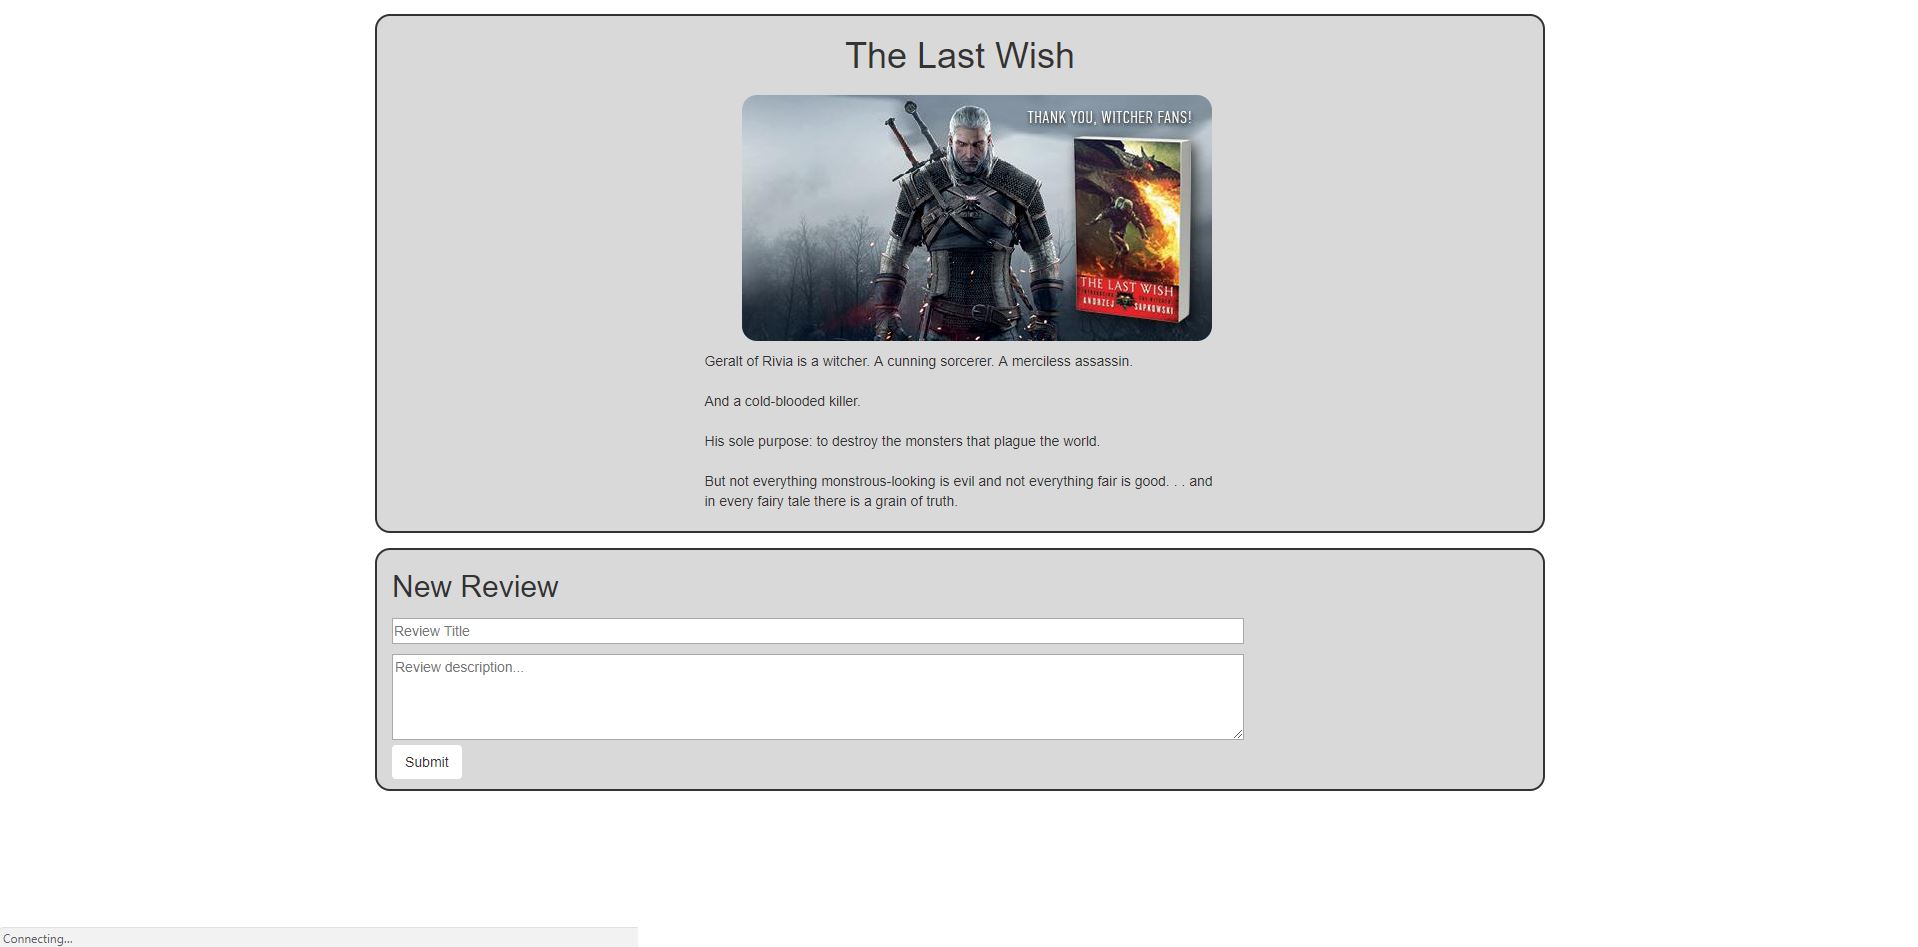 The Last Wish
THANK YOU, WITCHER FANS!
THE LAST WISH
INTRODUCING THE WITCHER
ANDRZEJ SAPKOWSKI
Geralt of Rivia is a witcher. A cunning sorcerer. A merciless assassin.
And a cold-blooded killer.
His sole purpose: to destroy the monsters that plague the world.
But not everything monstrous-looking is evil and not everything fair is good. . . and
in every fairy tale there is a grain of truth.
New Review
Review Title
Review description...
Submit
Connecting...